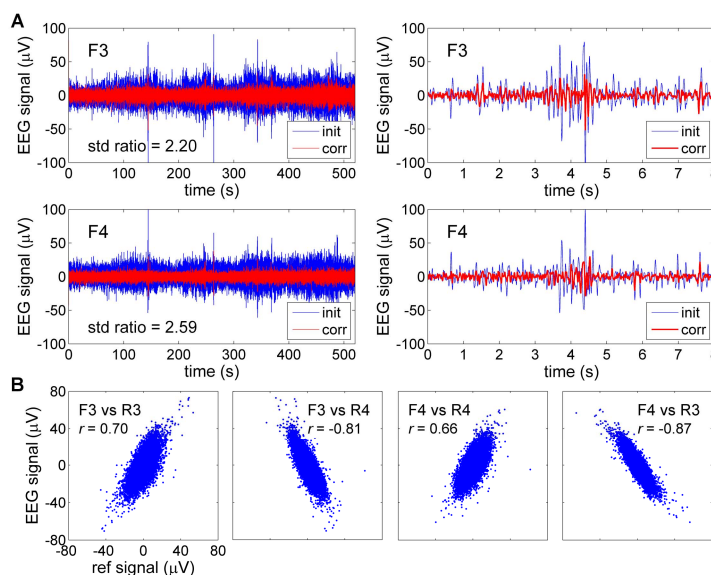 A
F3
std ratio = 2.20
init
corr
EEG signal (μV)
100
50
0
-50
-100
0
100
200
300
400
500
time (s)
F3
init
corr
EEG signal (μV)
100
50
0
-50
-100
0
1
2
3
4
5
6
7
time (s)
F4
std ratio = 2.59
init
corr
EEG signal (μV)
100
50
0
-50
-100
0
100
200
300
400
500
time (s)
F4
init
corr
EEG signal (μV)
100
50
0
-50
-100
0
1
2
3
4
5
6
7
time (s)
B
F3 vs R3
r = 0.70
EEG signal (μV)
80
40
0
-40
-80
-80
-40
0
40
80
ref signal (μV)
F3 vs R4
r = -0.81
F4 vs R4
r = 0.66
F4 vs R3
r = -0.87